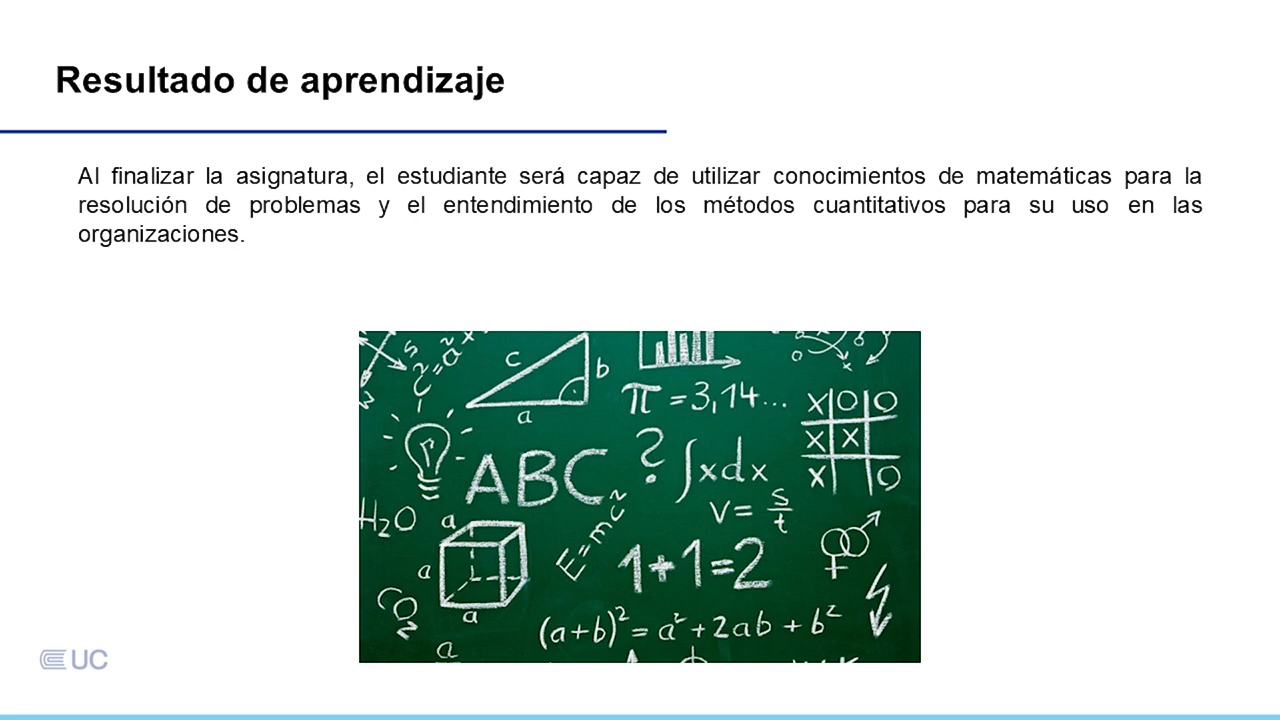 Resultado de aprendizaje
Al finalizar la asignatura, el estudiante será capaz de utilizar conocimientos de matemáticas para la
resolución de problemas y el entendimiento de los métodos cuantitativos para su uso en las
organizaciones.
c
b
a
π = 3,14...
X O O
X X
X O
ABC
? ∫xdx
v = s/t
H₂O
a
a
a
E=mc²
1+1=2
CO₂
(a+b)² = a² + 2ab + b²
a
UC